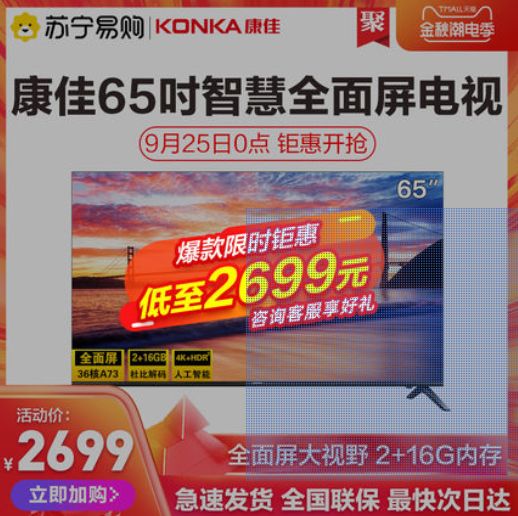 苏宁易购 KONKA 康佳
聚
TMALL天猫
金秋潮电季
康佳65吋智慧全面屏电视
9月25日0点 钜惠开抢
65"
爆款限时钜惠
低至2699元
咨询客服享好礼
全面屏 2+16GB 4K+HDR
36核A73 杜比解码 人工智能
活动价：
¥2699
全面屏大视野 2+16G内存
立即加购
急速发货 全国联保 最快次日达